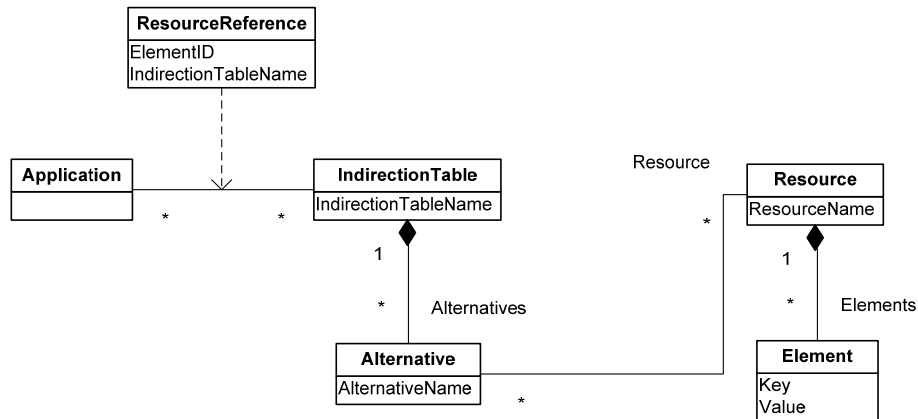 ResourceReference
ElementID
IndirectionTableName
Application
IndirectionTable
IndirectionTableName
*
*
Resource
Resource
ResourceName
*
1
Alternatives
*
1
Elements
*
Alternative
AlternativeName
*
Element
Key
Value